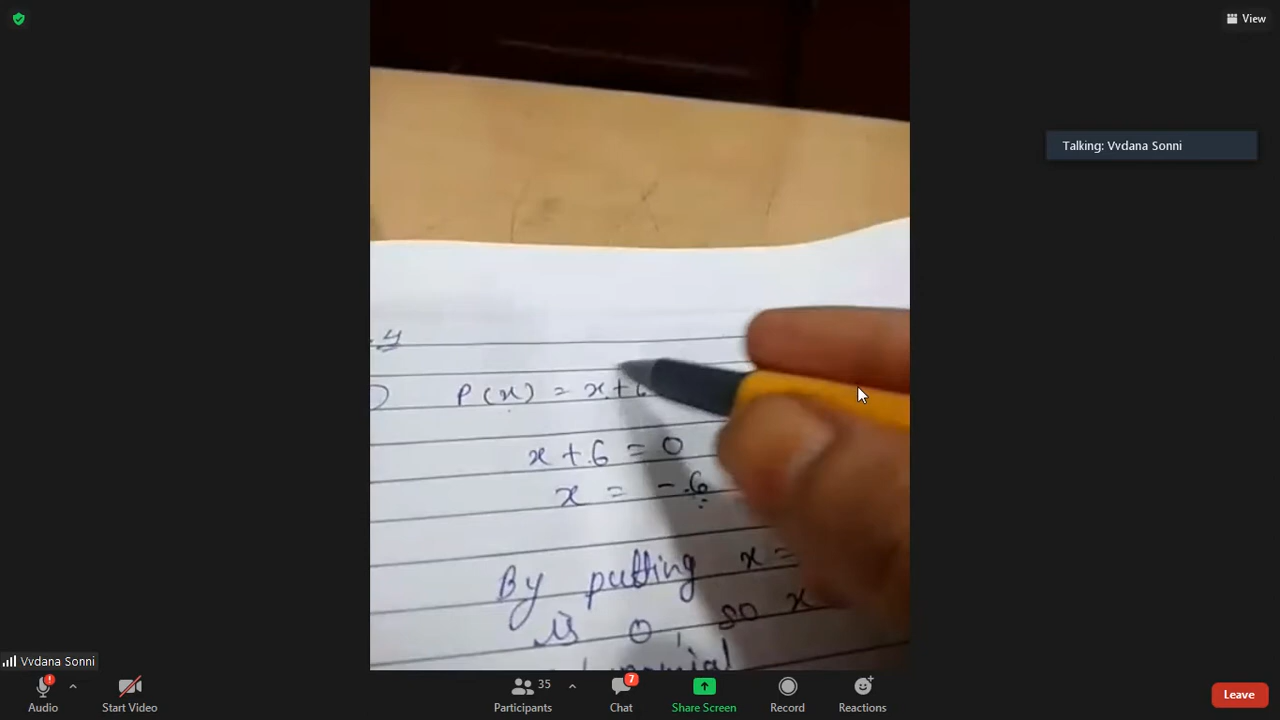 View
Talking: Vvdana Sonni
P(x) = x+6
x + 6 = 0
x = - 6
By putting x =
is 0, so x
Vvdana Sonni
Audio
Start Video
35
Participants
7
Chat
Share Screen
Record
Reactions
Leave